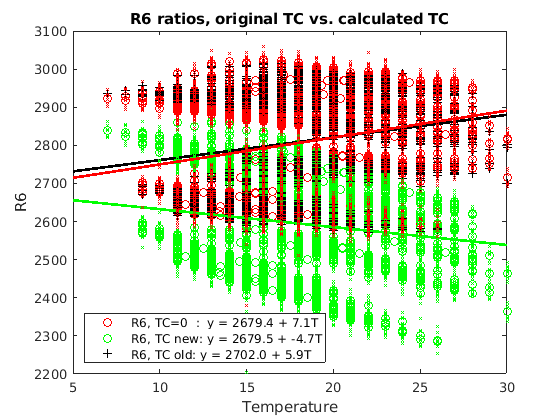 R6 ratios, original TC vs. calculated TC
3100
3000
2900
2800
2700
2600
2500
2400
2300
2200
R6
R6, TC=0 : y = 2679.4 + 7.1T
R6, TC new: y = 2679.5 + -4.7T
R6, TC old: y = 2702.0 + 5.9T
5 10 15 20 25 30
Temperature